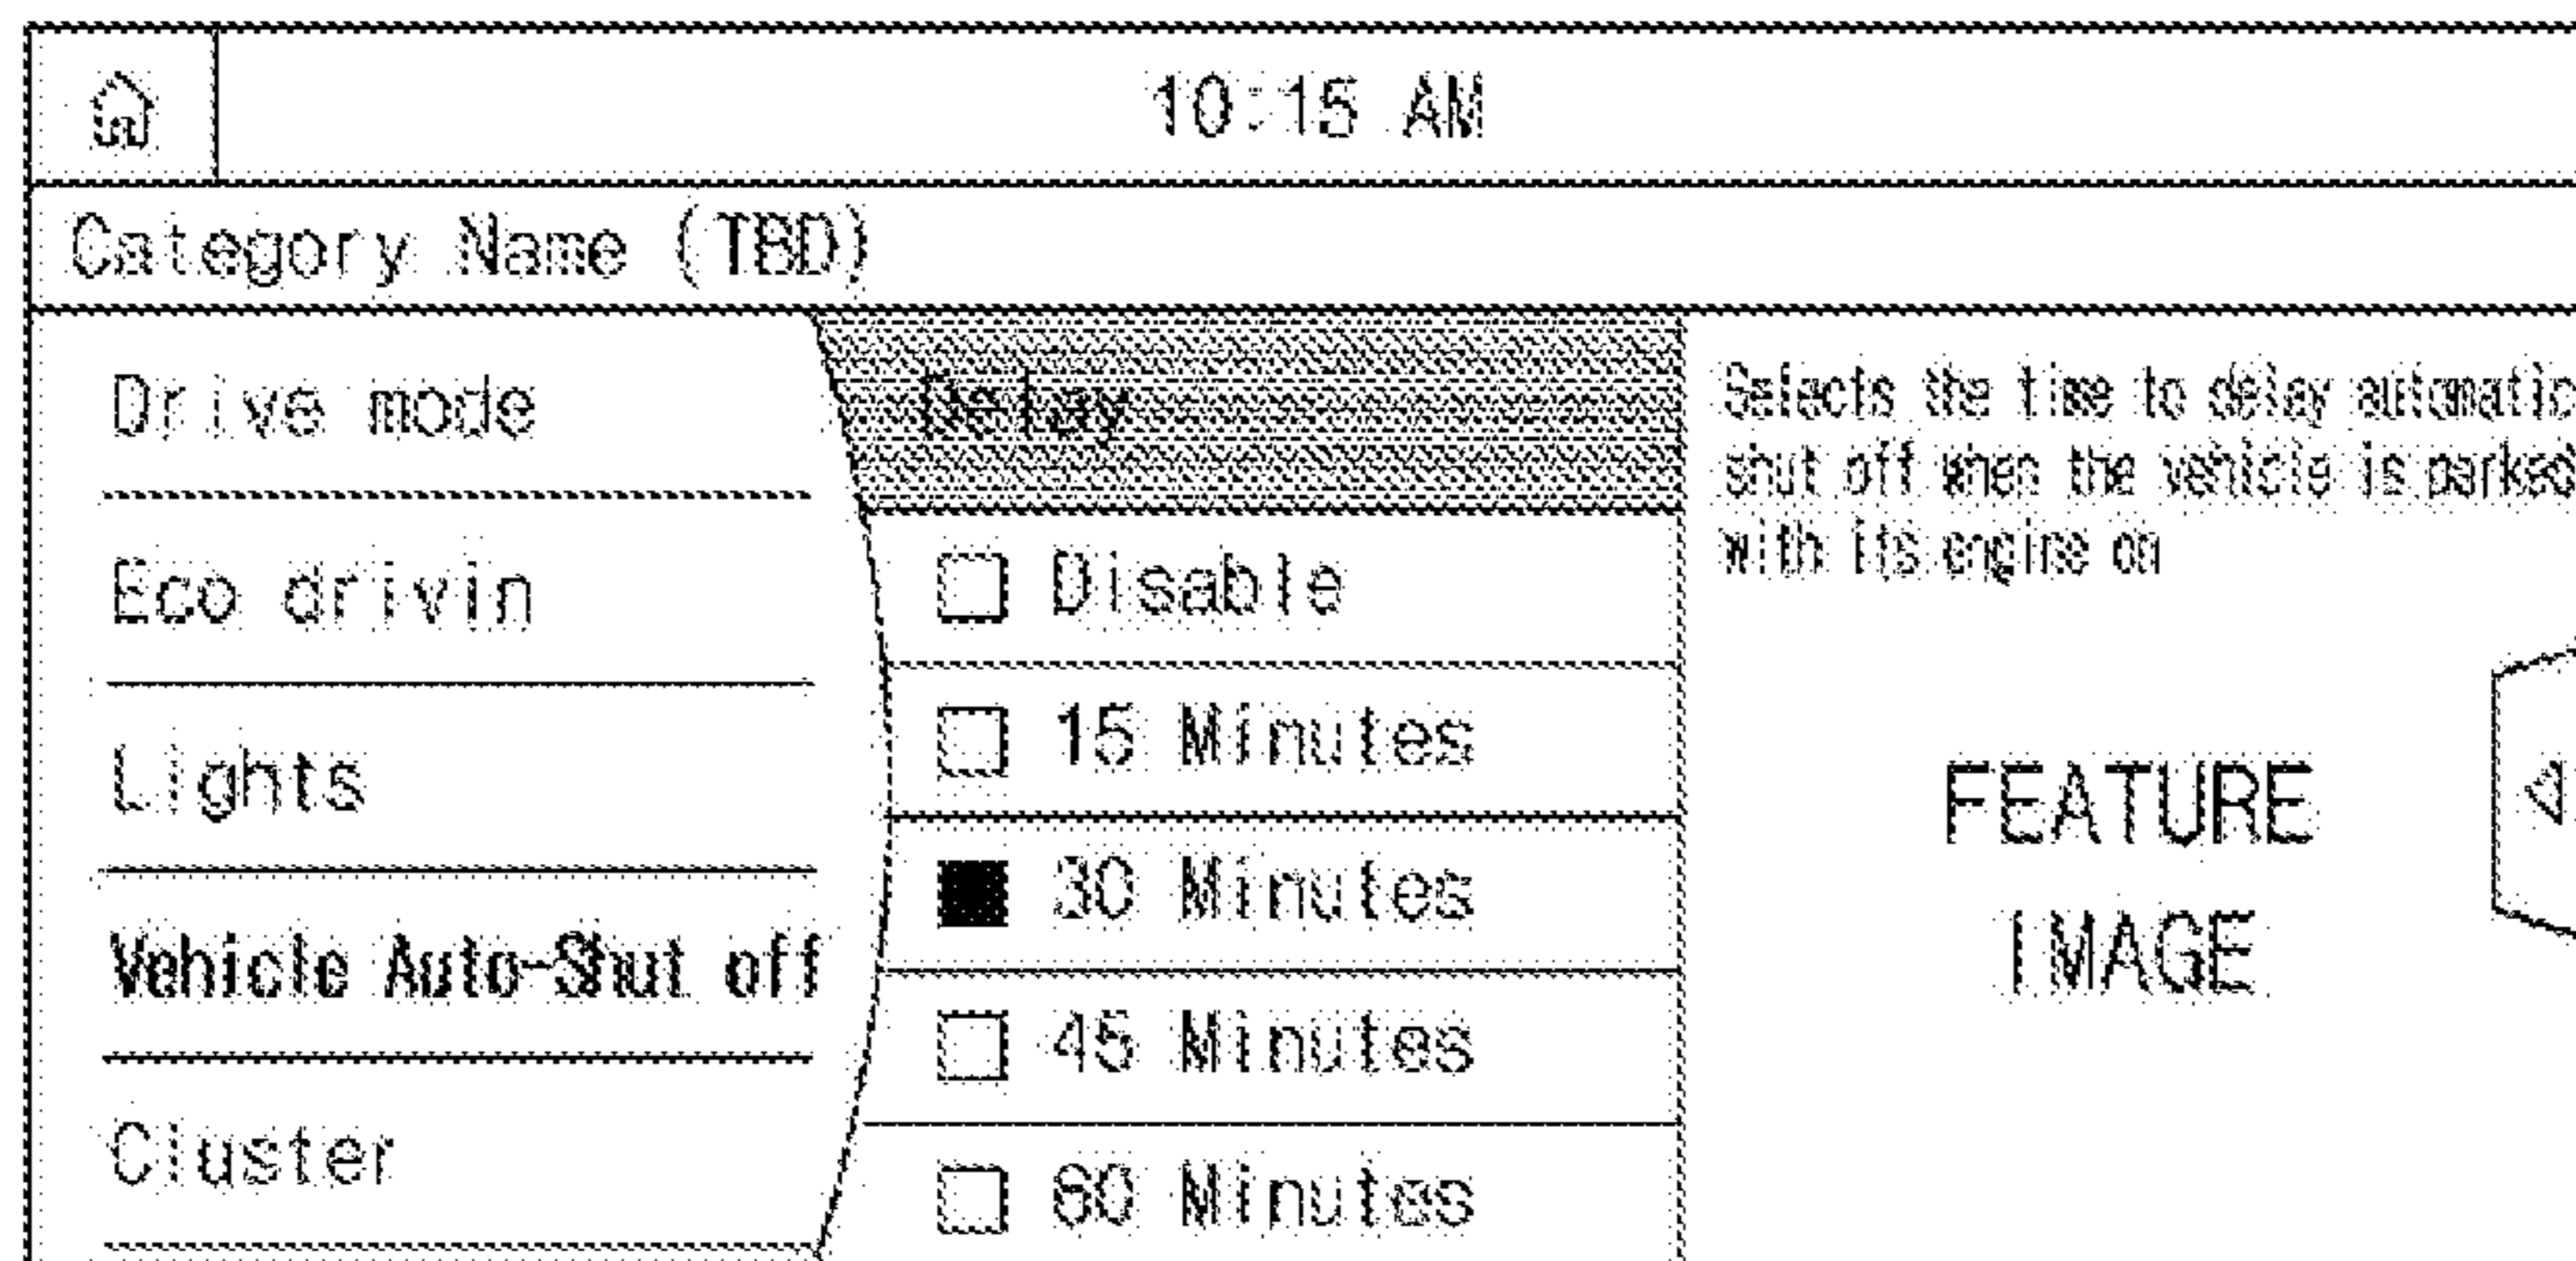 10:15 AM
Category Name (TBD)
Drive mode
Eco drivin
Lights
Vehicle Auto-Shut off
Cluster
Delay
Disable
15 Minutes
30 Minutes
45 Minutes
60 Minutes
Selects the time to delay automatic
shut off when the vehicle is parked
with its engine on
FEATURE
IMAGE